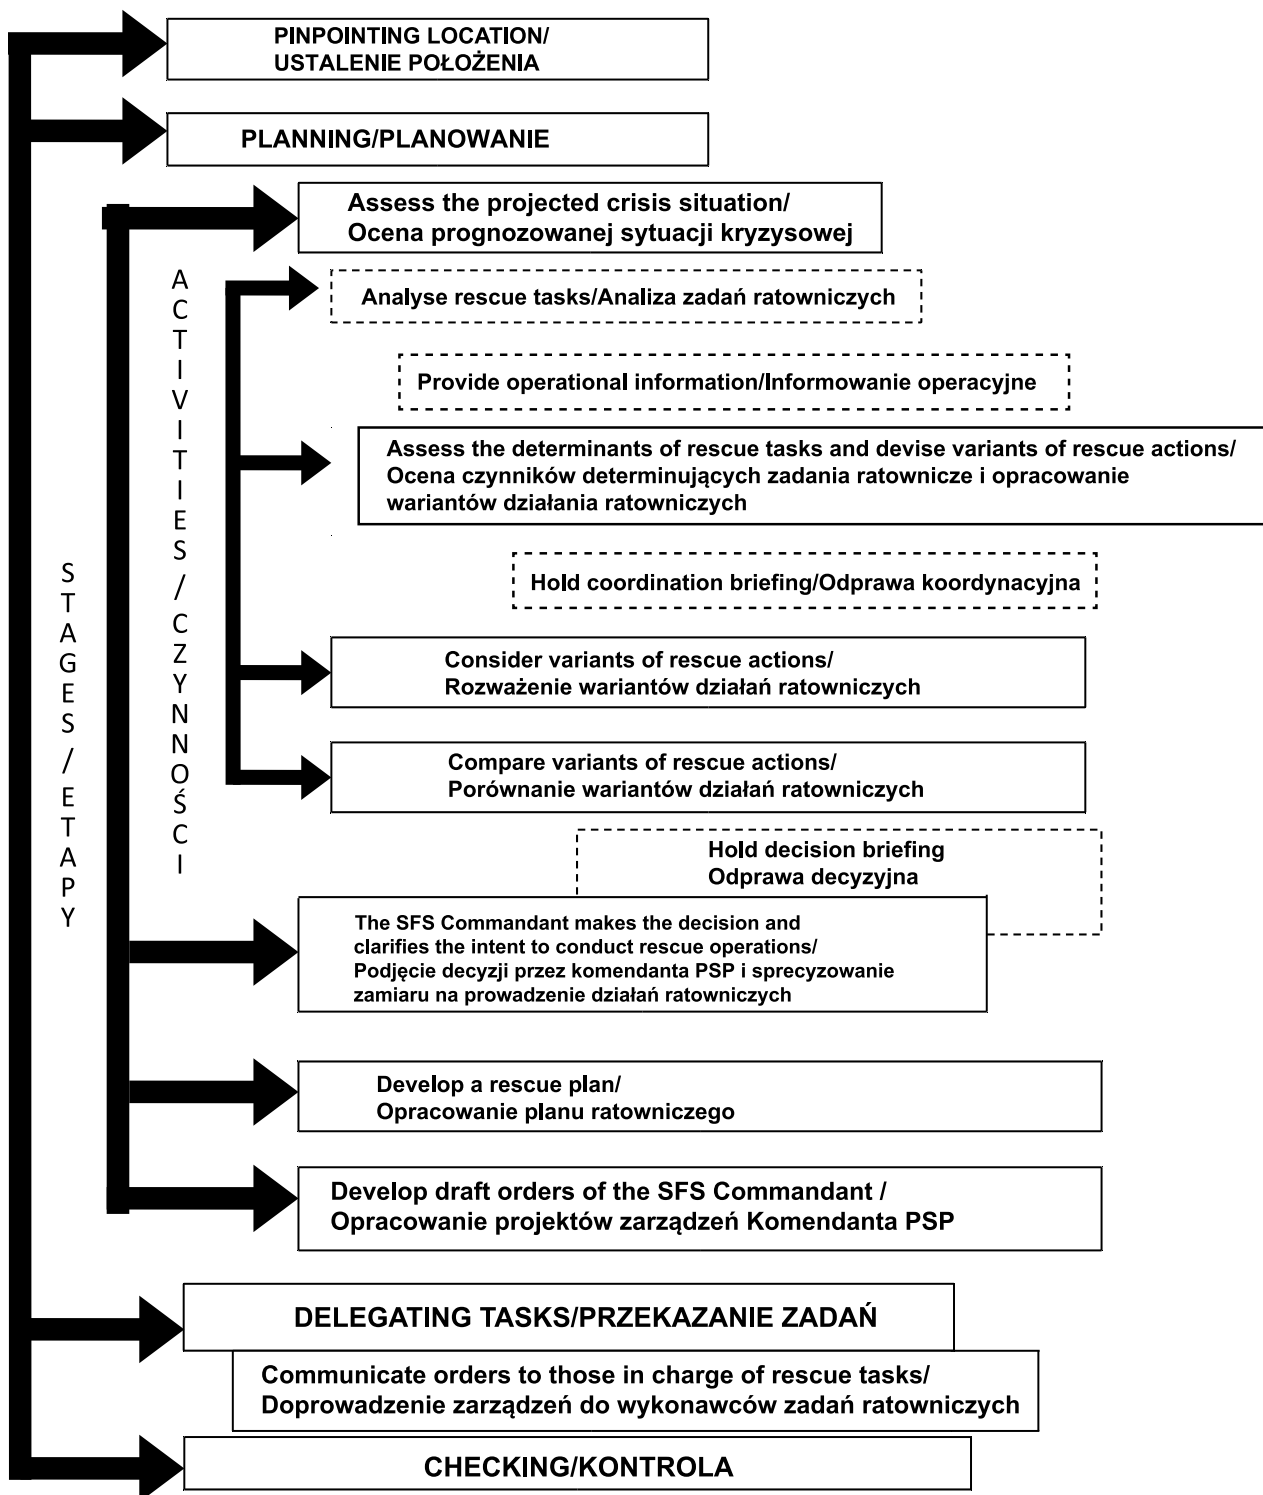 PINPOINTING LOCATION/
USTALENIE POŁOŻENIA
PLANNING/PLANOWANIE
Assess the projected crisis situation/
Ocena prognozowanej sytuacji kryzysowej
ACTIVITIES/CZYNNOŚCI
Analyse rescue tasks/Analiza zadań ratowniczych
Provide operational information/Informowanie operacyjne
Assess the determinants of rescue tasks and devise variants of rescue actions/
Ocena czynników determinujących zadania ratownicze i opracowanie
wariantów działania ratowniczych
STAGES/ETAPY
Hold coordination briefing/Odprawa koordynacyjna
Consider variants of rescue actions/
Rozważenie wariantów działań ratowniczych
Compare variants of rescue actions/
Porównanie wariantów działań ratowniczych
Hold decision briefing
Odprawa decyzyjna
The SFS Commandant makes the decision and
clarifies the intent to conduct rescue operations/
Podjęcie decyzji przez komendanta PSP i sprecyzowanie
zamiaru na prowadzenie działań ratowniczych
Develop a rescue plan/
Opracowanie planu ratowniczego
Develop draft orders of the SFS Commandant /
Opracowanie projektów zarządzeń Komendanta PSP
DELEGATING TASKS/PRZEKAZANIE ZADAŃ
Communicate orders to those in charge of rescue tasks/
Doprowadzenie zarządzeń do wykonawców zadań ratowniczych
CHECKING/KONTROLA